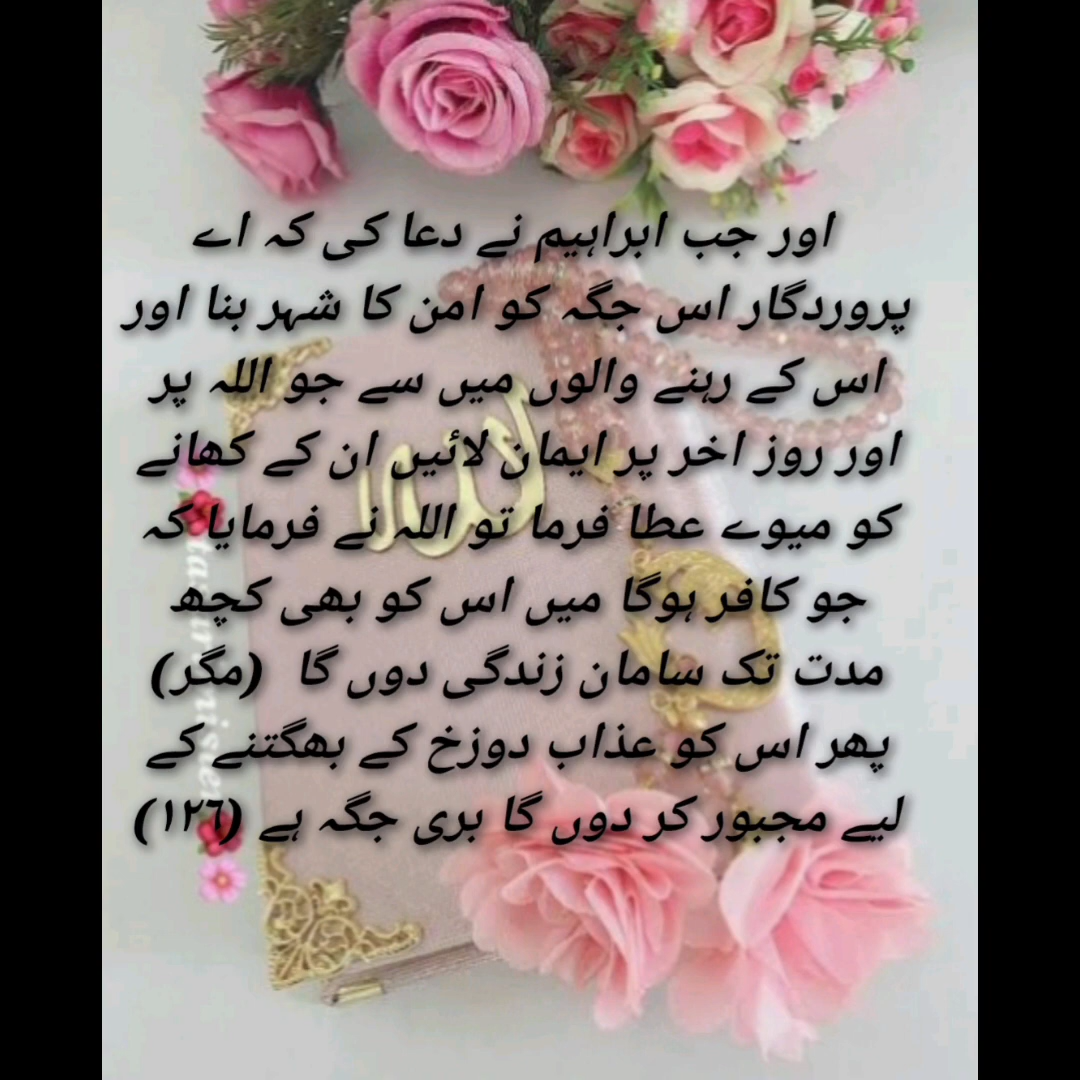 اور جب ابراہیم نے دعا کی کہ اے
پروردگار اس جگہ کو امن کا شہر بنا اور
اس کے رہنے والوں میں سے جو اللہ پر
اور روز اخر پر ایمان لائیں ان کے کھانے
کو میوے عطا فرما تو اللہ نے فرمایا کہ
جو کافر ہوگا میں اس کو بھی کچھ
مدت تک سامان زندگی دوں گا (مگر)
پھر اس کو عذاب دوزخ کے بھگتنے کے
لیے مجبور کر دوں گا بری جگہ ہے (١٢٦)
الله